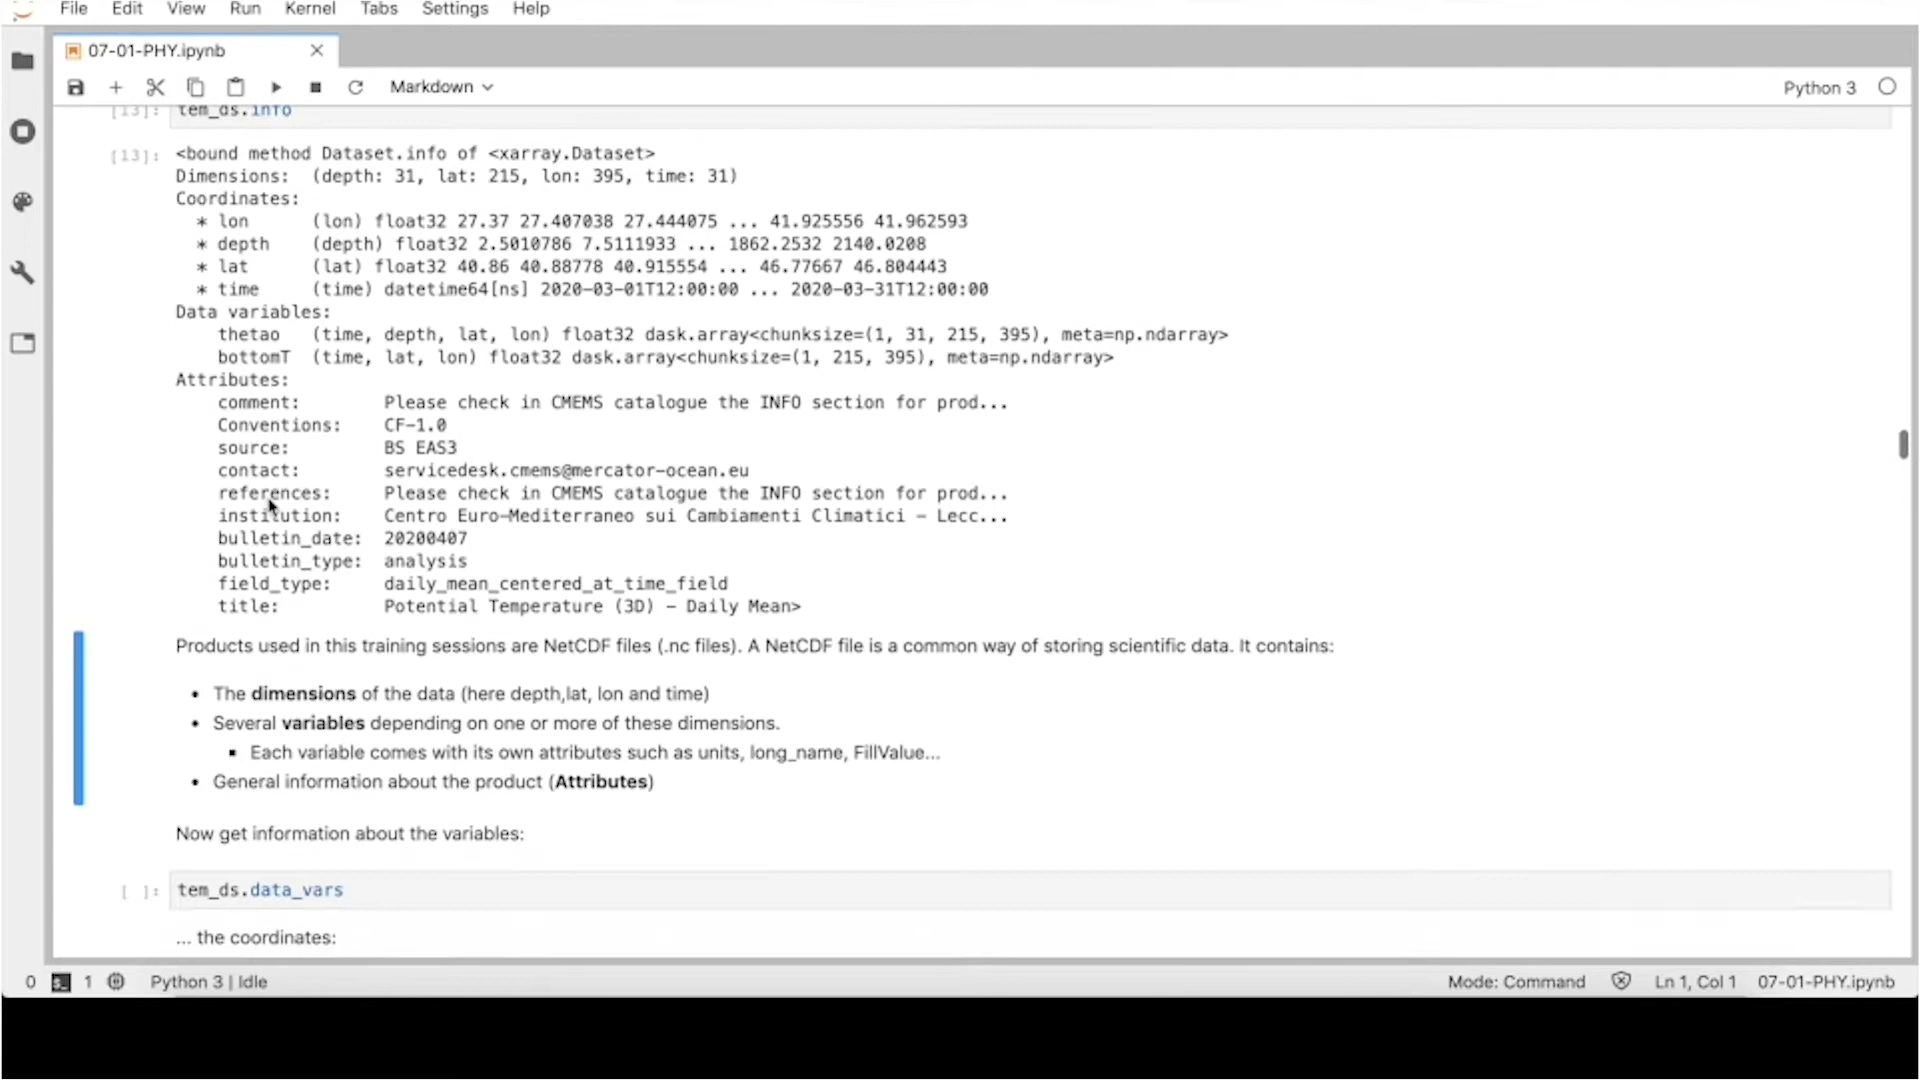 File Edit View Run Kernel Tabs Settings Help
07-01-PHY.ipynb
Markdown
Python 3
[13]: tem_ds.info
[13]: <bound method Dataset.info of <xarray.Dataset>
Dimensions: (depth: 31, lat: 215, lon: 395, time: 31)
Coordinates:
* lon (lon) float32 27.37 27.407038 27.444075 ... 41.925556 41.962593
* depth (depth) float32 2.5010786 7.5111933 ... 1862.2532 2140.0208
* lat (lat) float32 40.86 40.88778 40.915554 ... 46.77667 46.804443
* time (time) datetime64[ns] 2020-03-01T12:00:00 ... 2020-03-31T12:00:00
Data variables:
thetao (time, depth, lat, lon) float32 dask.array<chunksize=(1, 31, 215, 395), meta=np.ndarray>
bottomT (time, lat, lon) float32 dask.array<chunksize=(1, 215, 395), meta=np.ndarray>
Attributes:
comment: Please check in CMEMS catalogue the INFO section for prod...
Conventions: CF-1.0
source: BS EAS3
contact: servicedesk.cmems@mercator-ocean.eu
references: Please check in CMEMS catalogue the INFO section for prod...
institution: Centro Euro-Mediterraneo sui Cambiamenti Climatici - Lecc...
bulletin_date: 20200407
bulletin_type: analysis
field_type: daily_mean_centered_at_time_field
title: Potential Temperature (3D) - Daily Mean>
Products used in this training sessions are NetCDF files (.nc files). A NetCDF file is a common way of storing scientific data. It contains:
• The dimensions of the data (here depth,lat, lon and time)
• Several variables depending on one or more of these dimensions.
▪ Each variable comes with its own attributes such as units, long_name, FillValue...
• General information about the product (Attributes)
Now get information about the variables:
[ ]: tem_ds.data_vars
... the coordinates:
0 1 Python 3 | Idle Mode: Command Ln 1, Col 1 07-01-PHY.ipynb